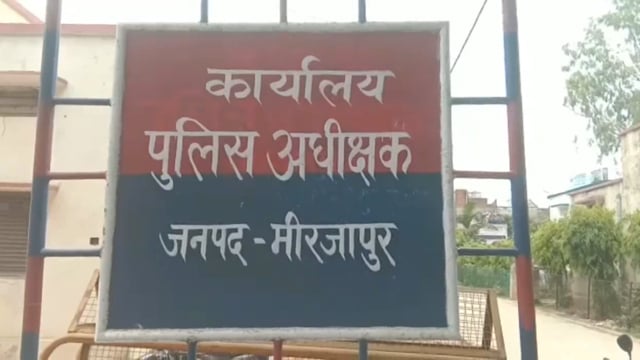 कार्यालय
पुलिस अधीक्षक
जनपद - मीरजापुर